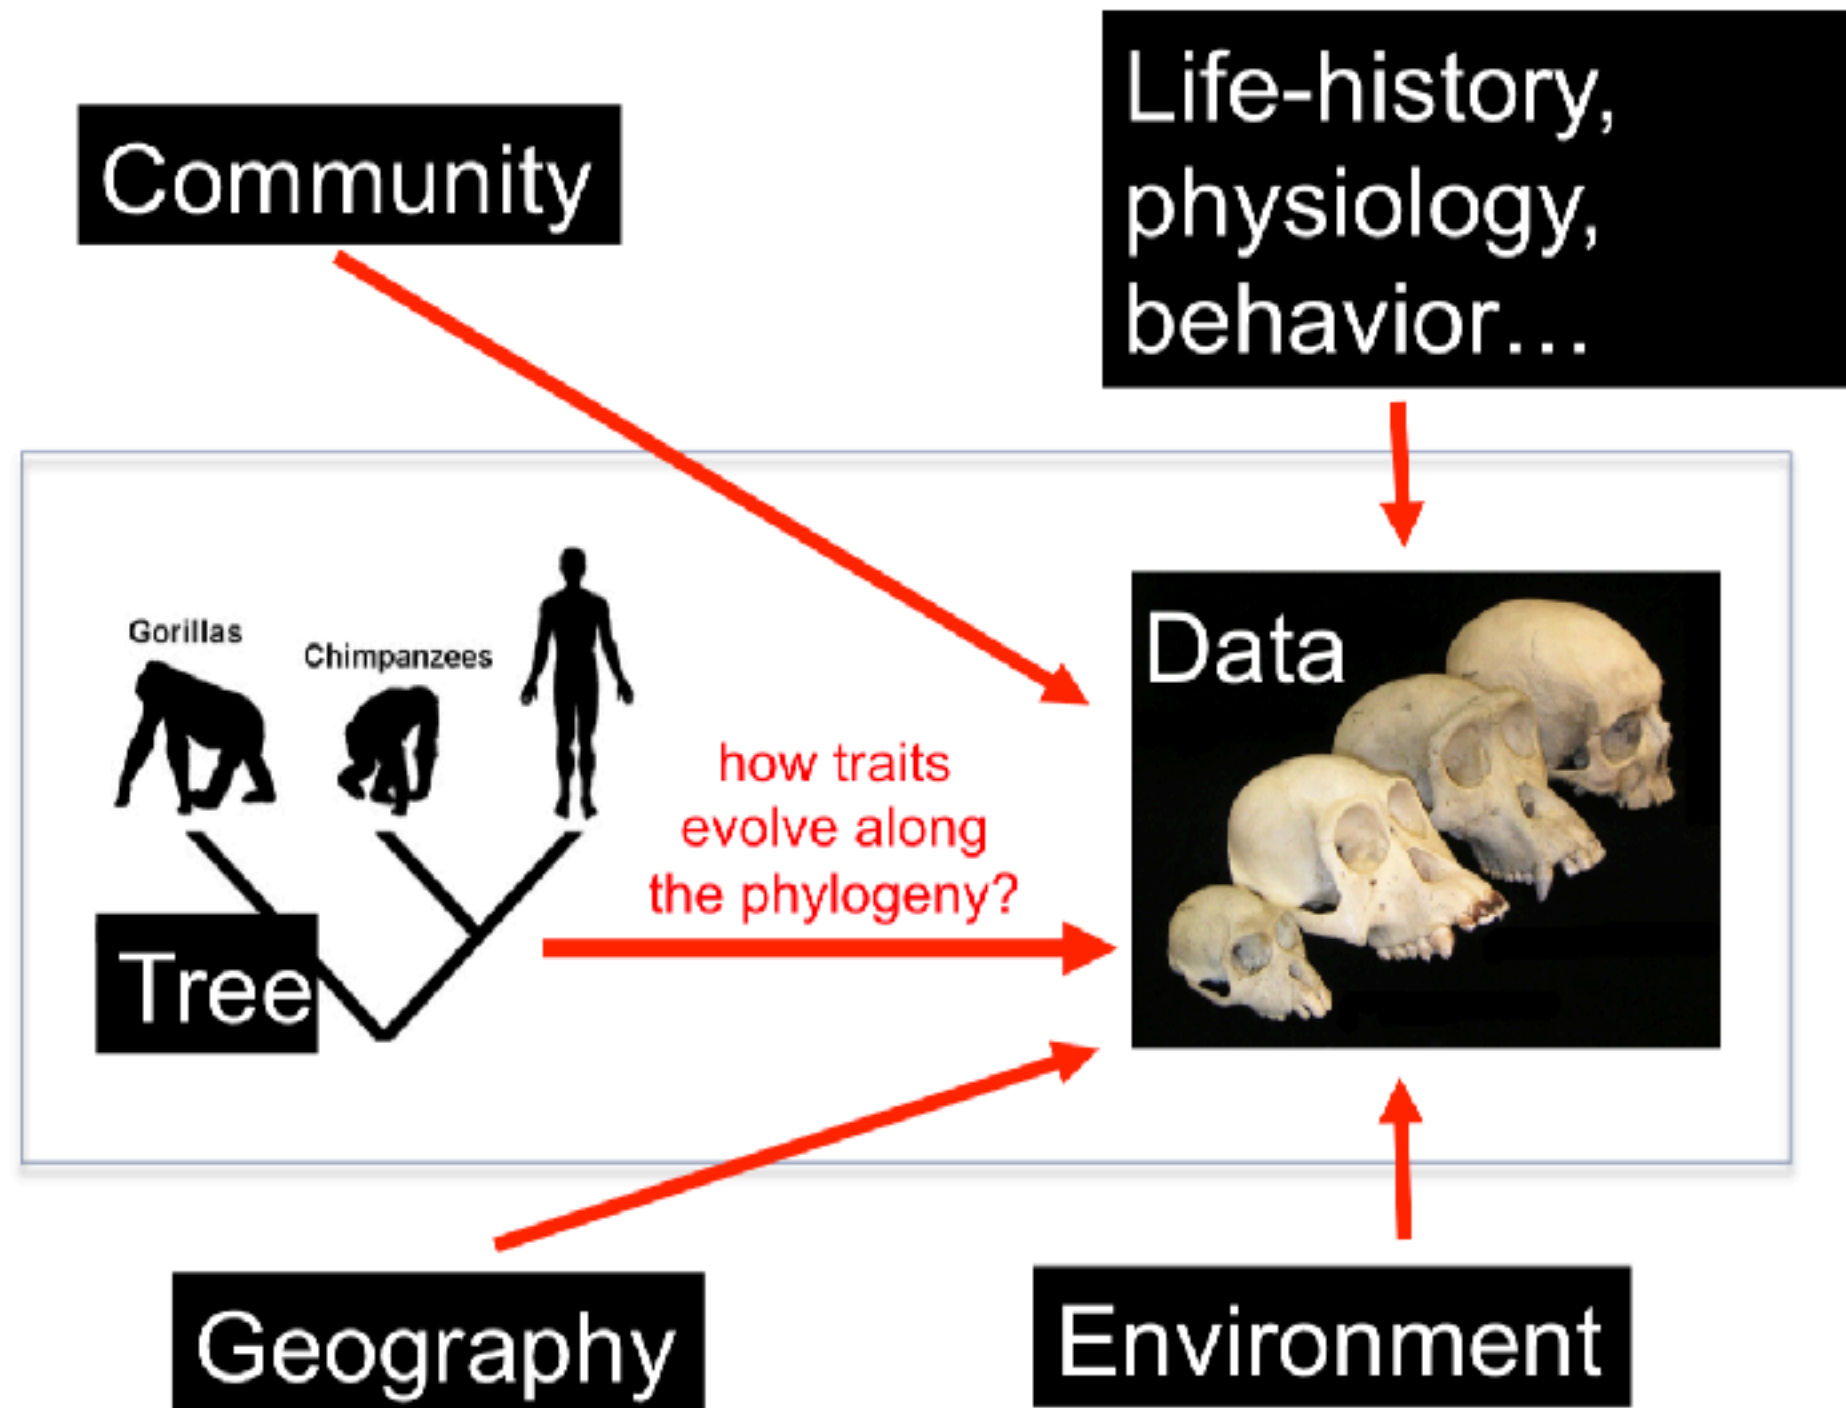 Community
Life-history,
physiology,
behavior…
Gorillas
Chimpanzees
Data
how traits
evolve along
the phylogeny?
Tree
Geography
Environment